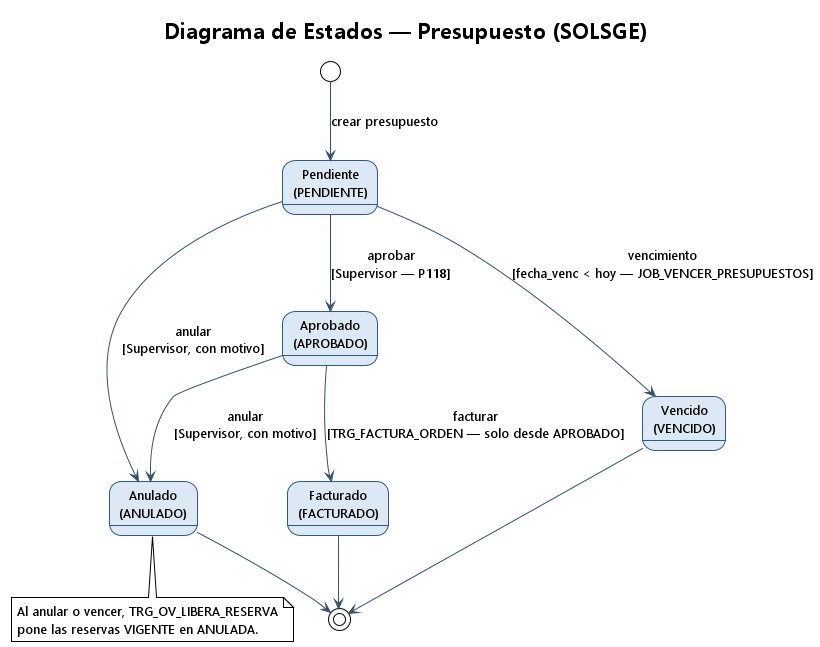 Diagrama de Estados — Presupuesto (SOLSGE)
crear presupuesto
Pendiente
(PENDIENTE)
aprobar
[Supervisor — P118]
vencimiento
[fecha_venc < hoy — JOB_VENCER_PRESUPUESTOS]
anular
[Supervisor, con motivo]
Aprobado
(APROBADO)
anular
[Supervisor, con motivo]
facturar
[TRG_FACTURA_ORDEN — solo desde APROBADO]
Vencido
(VENCIDO)
Anulado
(ANULADO)
Facturado
(FACTURADO)
Al anular o vencer, TRG_OV_LIBERA_RESERVA
pone las reservas VIGENTE en ANULADA.